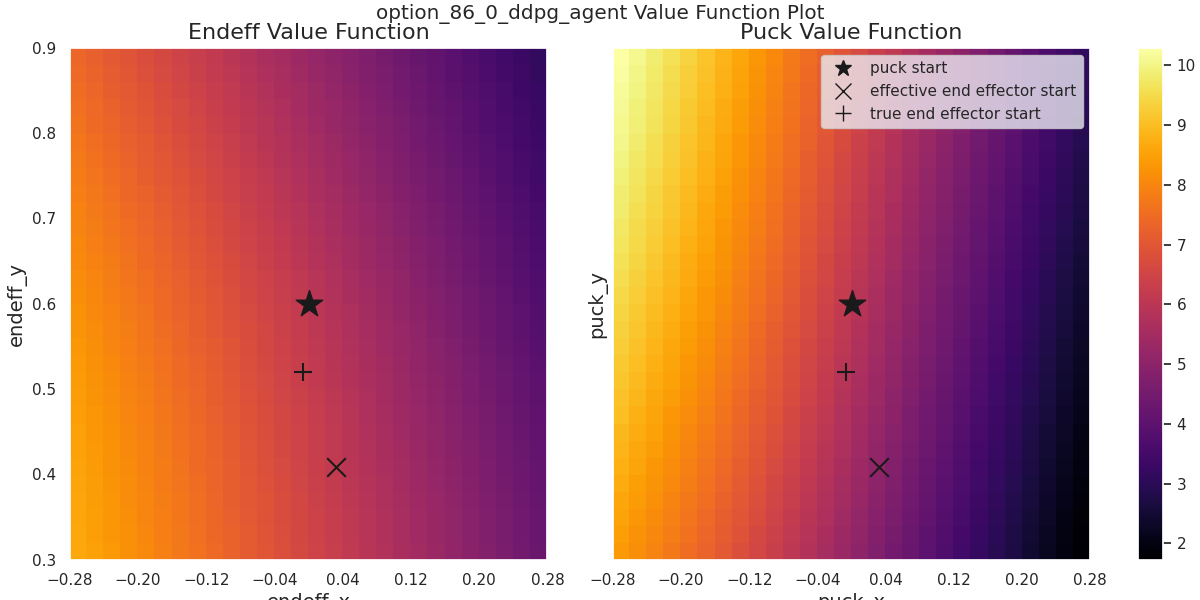 option_86_0_ddpg_agent Value Function Plot
Endeff Value Function
Puck Value Function
puck start
effective end effector start
true end effector start
0.9
0.8
0.7
0.6
0.5
0.4
0.3
endeff_y
−0.28 −0.20 −0.12 −0.04 0.04 0.12 0.20 0.28
endeff_x
puck_y
−0.28 −0.20 −0.12 −0.04 0.04 0.12 0.20 0.28
puck_x
10
9
8
7
6
5
4
3
2